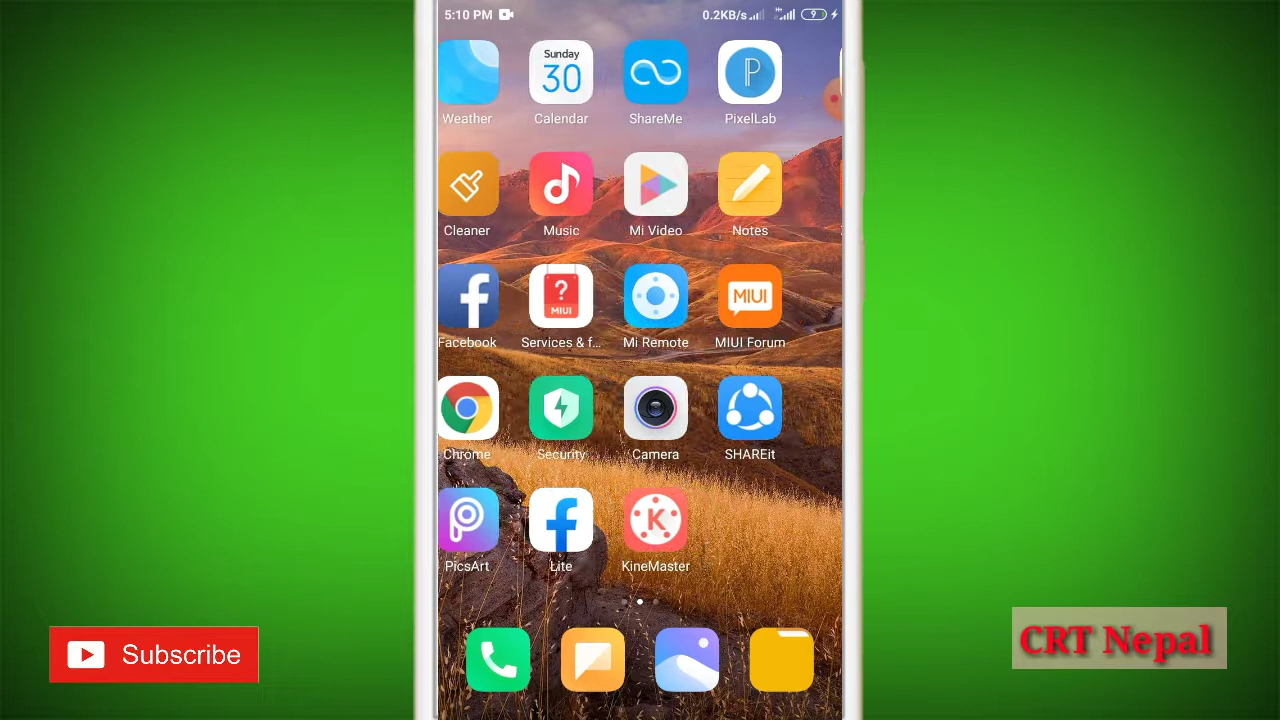 5:10 PM 0.2KB/s 9
Sunday
30
P
Weather Calendar ShareMe PixelLab
Cleaner Music Mi Video Notes
?
MIUI
MIUI
Facebook Services & f... Mi Remote MIUI Forum
Chrome Security Camera SHAREit
K
PicsArt Lite KineMaster
Subscribe
CRT Nepal